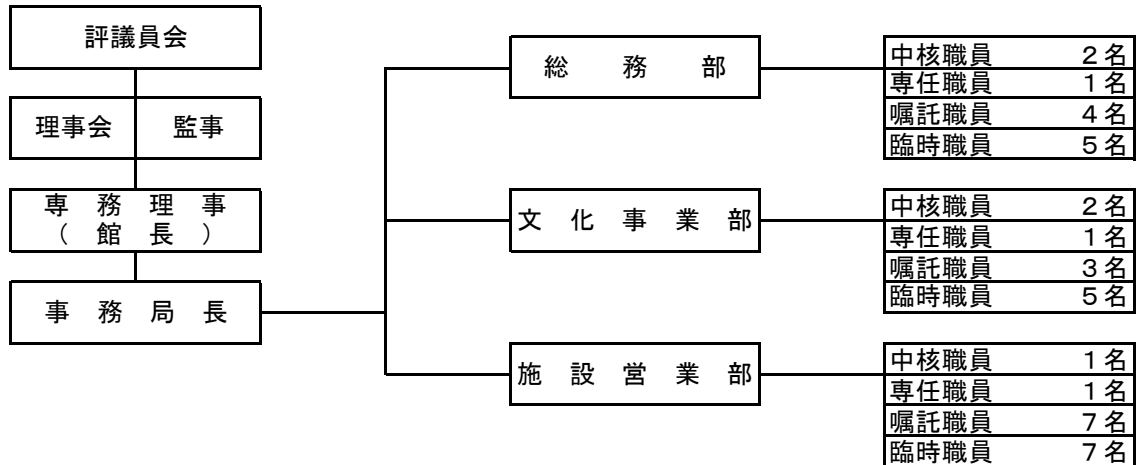 評議員会
理事会 監事
専務理事
（館長）
事務局長
総務部
中核職員 2名
専任職員 1名
嘱託職員 4名
臨時職員 5名
文化事業部
中核職員 2名
専任職員 1名
嘱託職員 3名
臨時職員 5名
施設営業部
中核職員 1名
専任職員 1名
嘱託職員 7名
臨時職員 7名